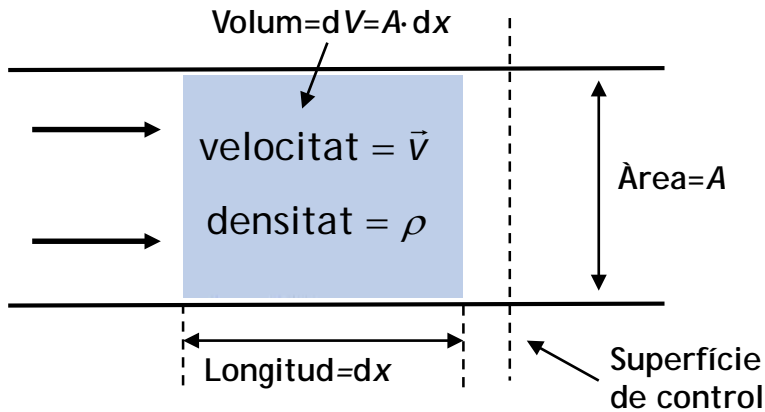 Volum=dV=A·dx
velocitat = v⃗
densitat = ρ
Àrea=A
Longitud=dx
Superfície
de control